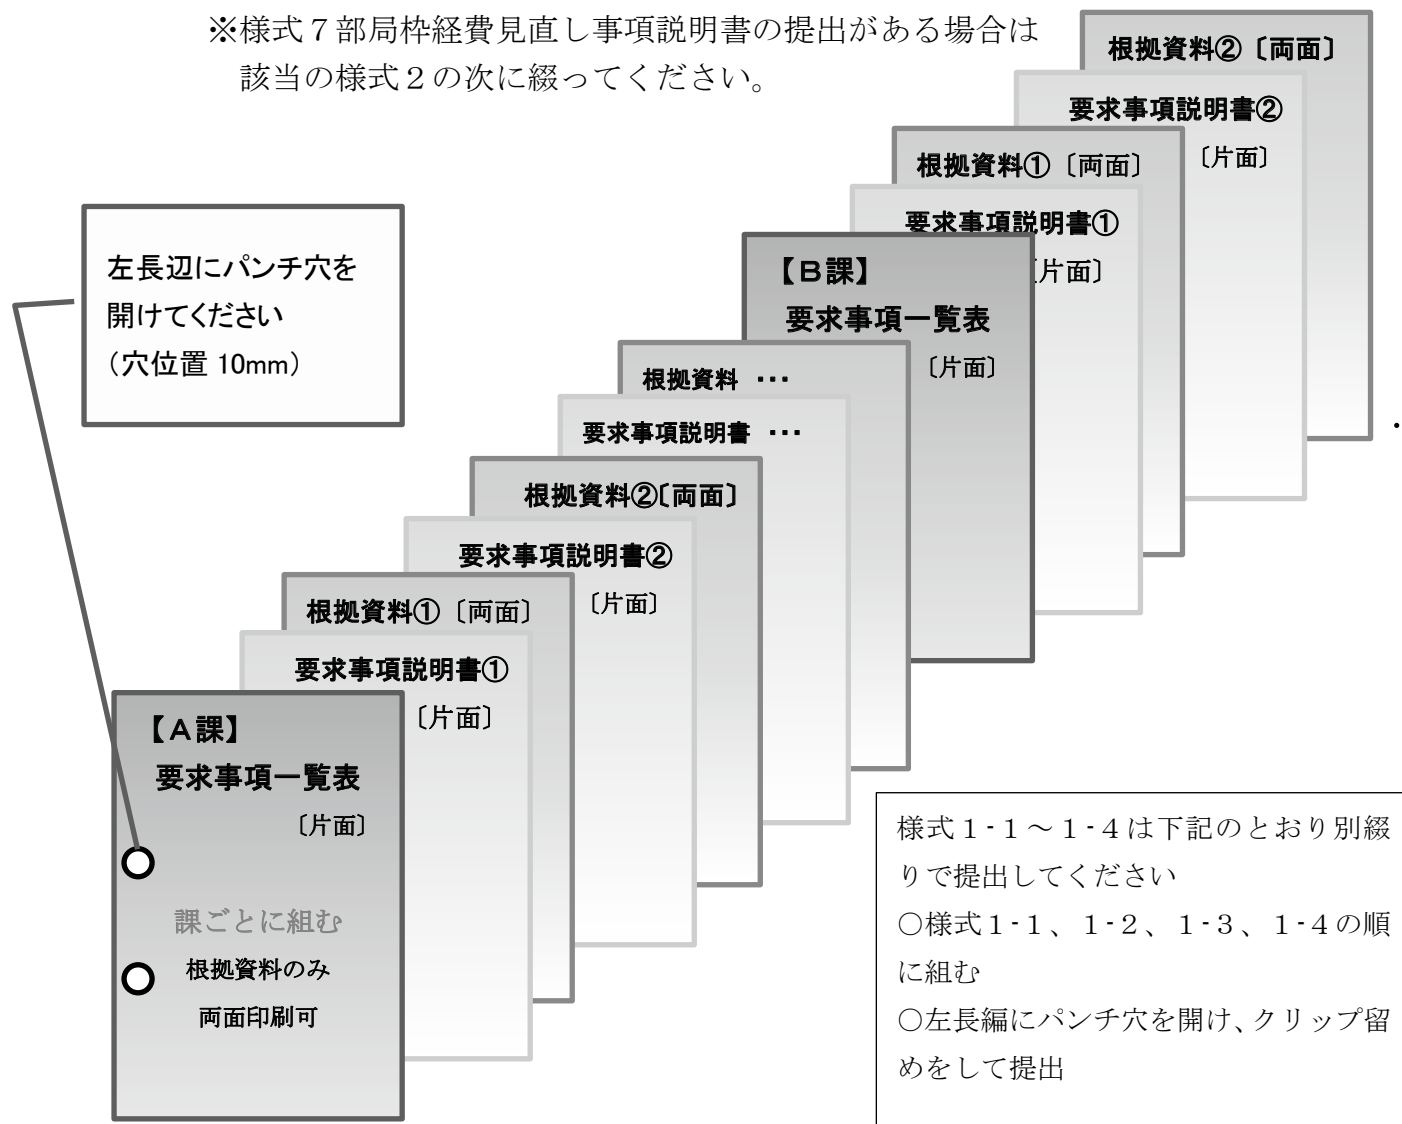 ※様式７部局枠経費見直し事項説明書の提出がある場合は
該当の様式２の次に綴ってください。
根拠資料②〔両面〕
要求事項説明書②
〔片面〕
根拠資料①〔両面〕
要求事項説明書①
〔片面〕
【Ｂ課】
要求事項一覧表
〔片面〕
根拠資料 ･･･
要求事項説明書 ･･･
根拠資料②〔両面〕
要求事項説明書②
〔片面〕
根拠資料①〔両面〕
要求事項説明書①
〔片面〕
【Ａ課】
要求事項一覧表
〔片面〕
課ごとに組む
根拠資料のみ
両面印刷可
左長辺にパンチ穴を
開けてください
（穴位置 10mm）
様式１-１～１-４は下記のとおり別綴
りで提出してください
〇様式１-１、１-２、１-３、１-４の順
に組む
〇左長編にパンチ穴を開け、クリップ留
めをして提出